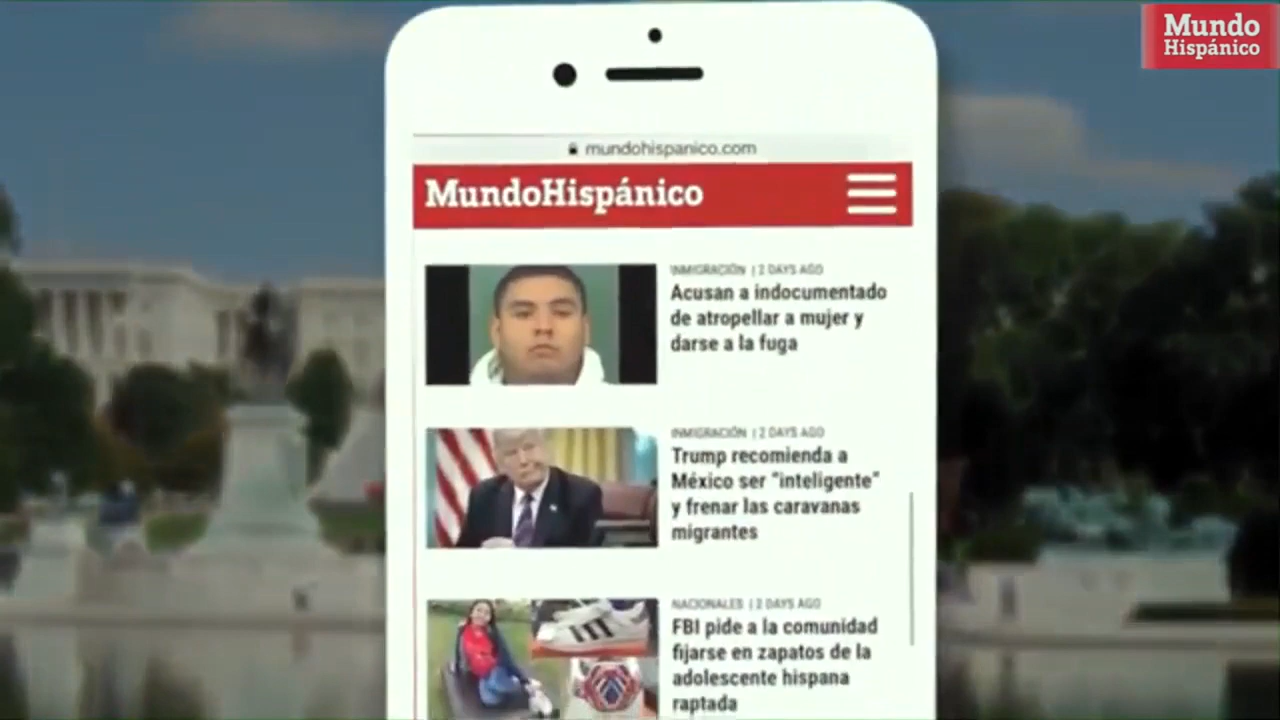 Mundo
Hispánico
mundohispanico.com
MundoHispánico
INMIGRACIÓN | 2 DAYS AGO
Acusan a indocumentado
de atropellar a mujer y
darse a la fuga
INMIGRACIÓN | 2 DAYS AGO
Trump recomienda a
México ser "inteligente"
y frenar las caravanas
migrantes
NACIONALES | 2 DAYS AGO
FBI pide a la comunidad
fijarse en zapatos de la
adolescente hispana
raptada